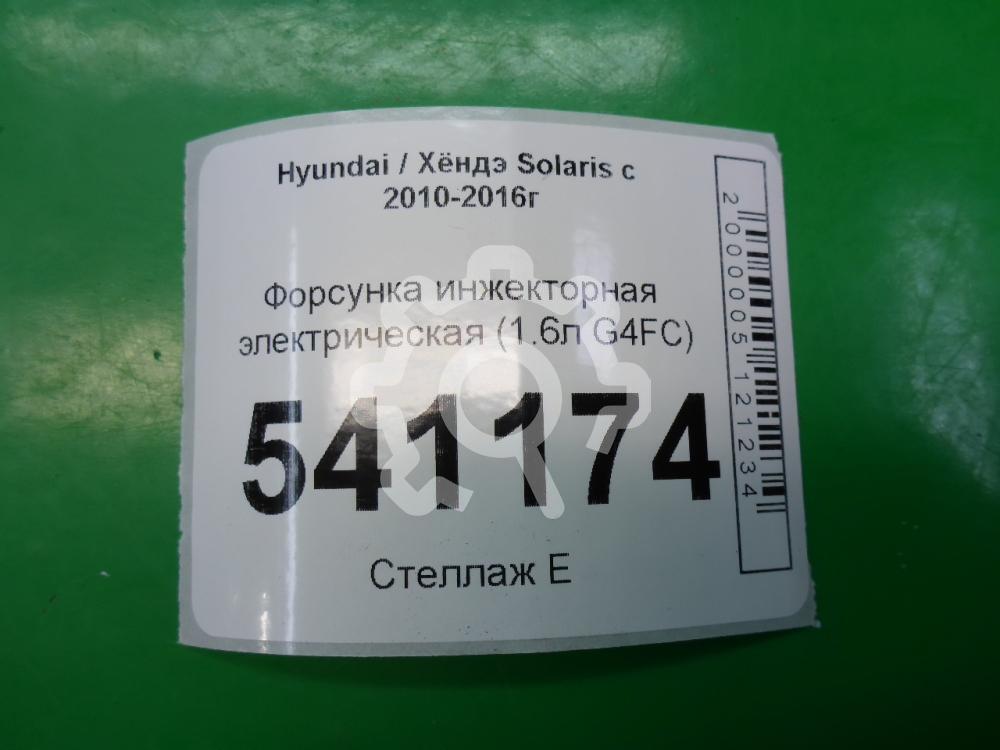 Hyundai / Хёндэ Solaris с
2010-2016г
Форсунка инжекторная
электрическая (1.6л G4FC)
541174
Стеллаж Е
2000005121234